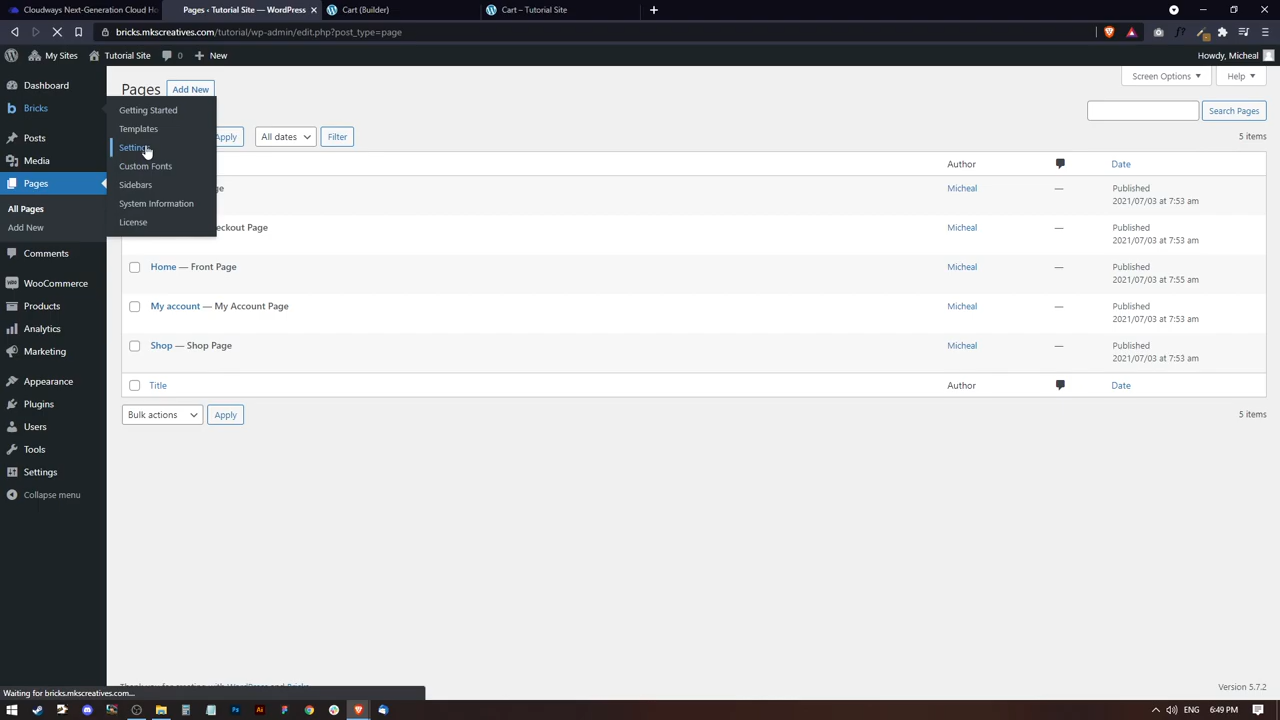 Cloudways Next-Generation Cloud Ho
Pages ‹ Tutorial Site — WordPress
Cart (Builder)
Cart – Tutorial Site
bricks.mkscreatives.com/tutorial/wp-admin/edit.php?post_type=page
My Sites
Tutorial Site
0
New
Howdy, Micheal
Dashboard
Bricks
Posts
Media
Pages
All Pages
Add New
Comments
WooCommerce
Products
Analytics
Marketing
Appearance
Plugins
Users
Tools
Settings
Collapse menu
Getting Started
Templates
Settings
Custom Fonts
Sidebars
System Information
License
Pages
Add New
Screen Options
Help
Search Pages
Apply
All dates
Filter
5 items
Author
Date
ge
Micheal
—
Published
2021/07/03 at 7:53 am
eckout Page
Micheal
—
Published
2021/07/03 at 7:53 am
Home — Front Page
Micheal
—
Published
2021/07/03 at 7:55 am
My account — My Account Page
Micheal
—
Published
2021/07/03 at 7:53 am
Shop — Shop Page
Micheal
—
Published
2021/07/03 at 7:53 am
Title
Author
Date
Bulk actions
Apply
5 items
Version 5.7.2
Waiting for bricks.mkscreatives.com...
ENG
6:49 PM